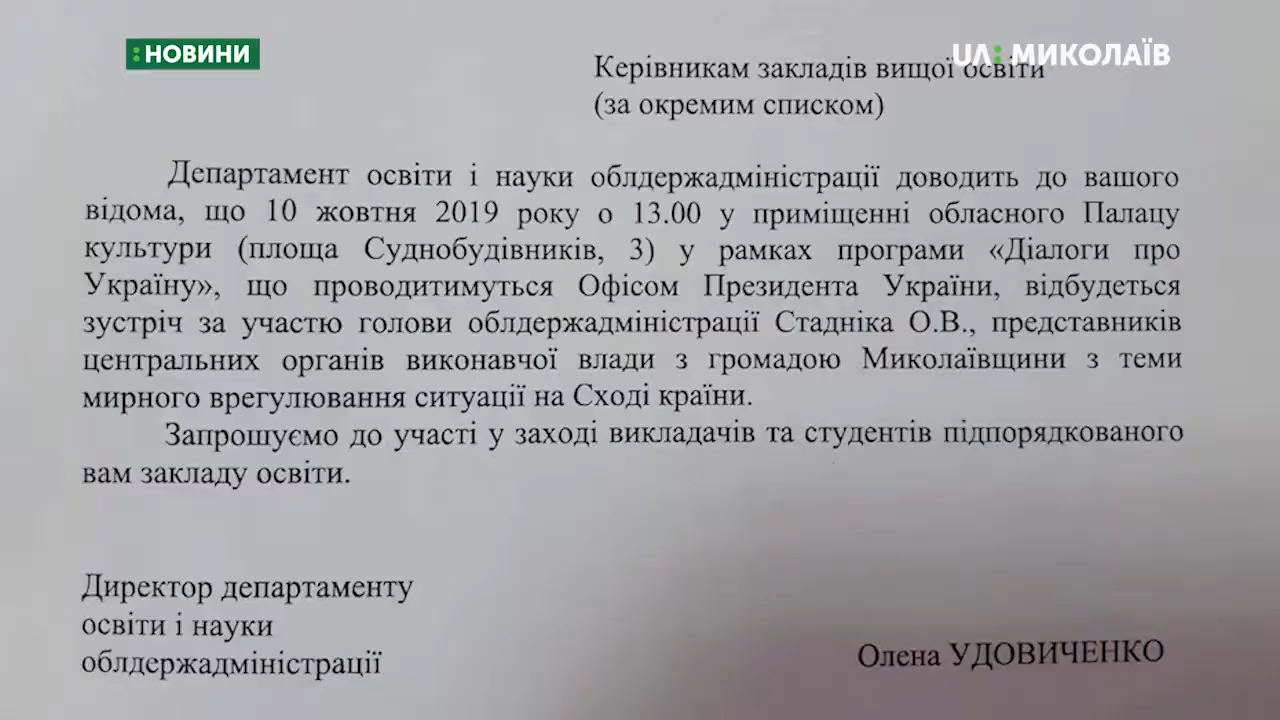 :НОВИНИ
UA: МИКОЛАЇВ
Керівникам закладів вищої освіти
(за окремим списком)
Департамент освіти і науки облдержадміністрації доводить до вашого
відома, що 10 жовтня 2019 року о 13.00 у приміщенні обласного Палацу
культури (площа Суднобудівників, 3) у рамках програми «Діалоги про
Україну», що проводитимуться Офісом Президента України, відбудеться
зустріч за участю голови облдержадміністрації Стадніка О.В., представників
центральних органів виконавчої влади з громадою Миколаївщини з теми
мирного врегулювання ситуації на Сході країни.
Запрошуємо до участі у заході викладачів та студентів підпорядкованого
вам закладу освіти.
Директор департаменту
освіти і науки
облдержадміністрації
Олена УДОВИЧЕНКО